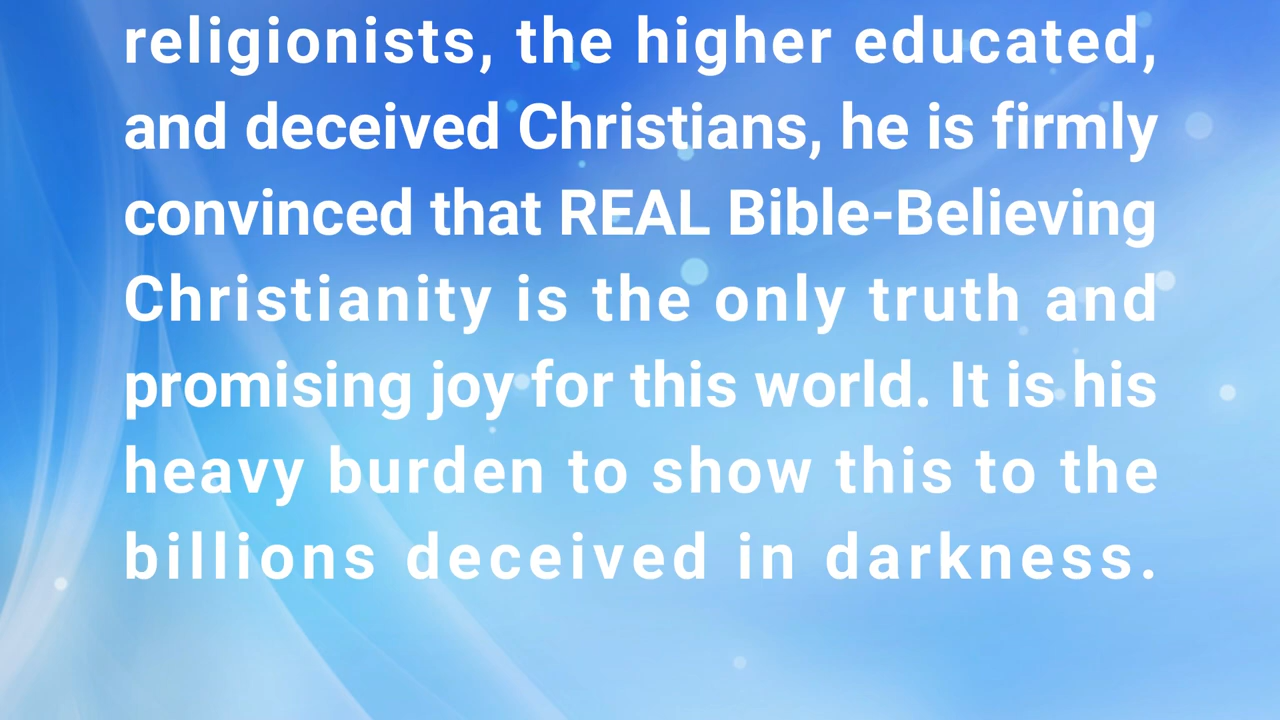 religionists, the higher educated,
and deceived Christians, he is firmly
convinced that REAL Bible-Believing
Christianity is the only truth and
promising joy for this world. It is his
heavy burden to show this to the
billions deceived in darkness.